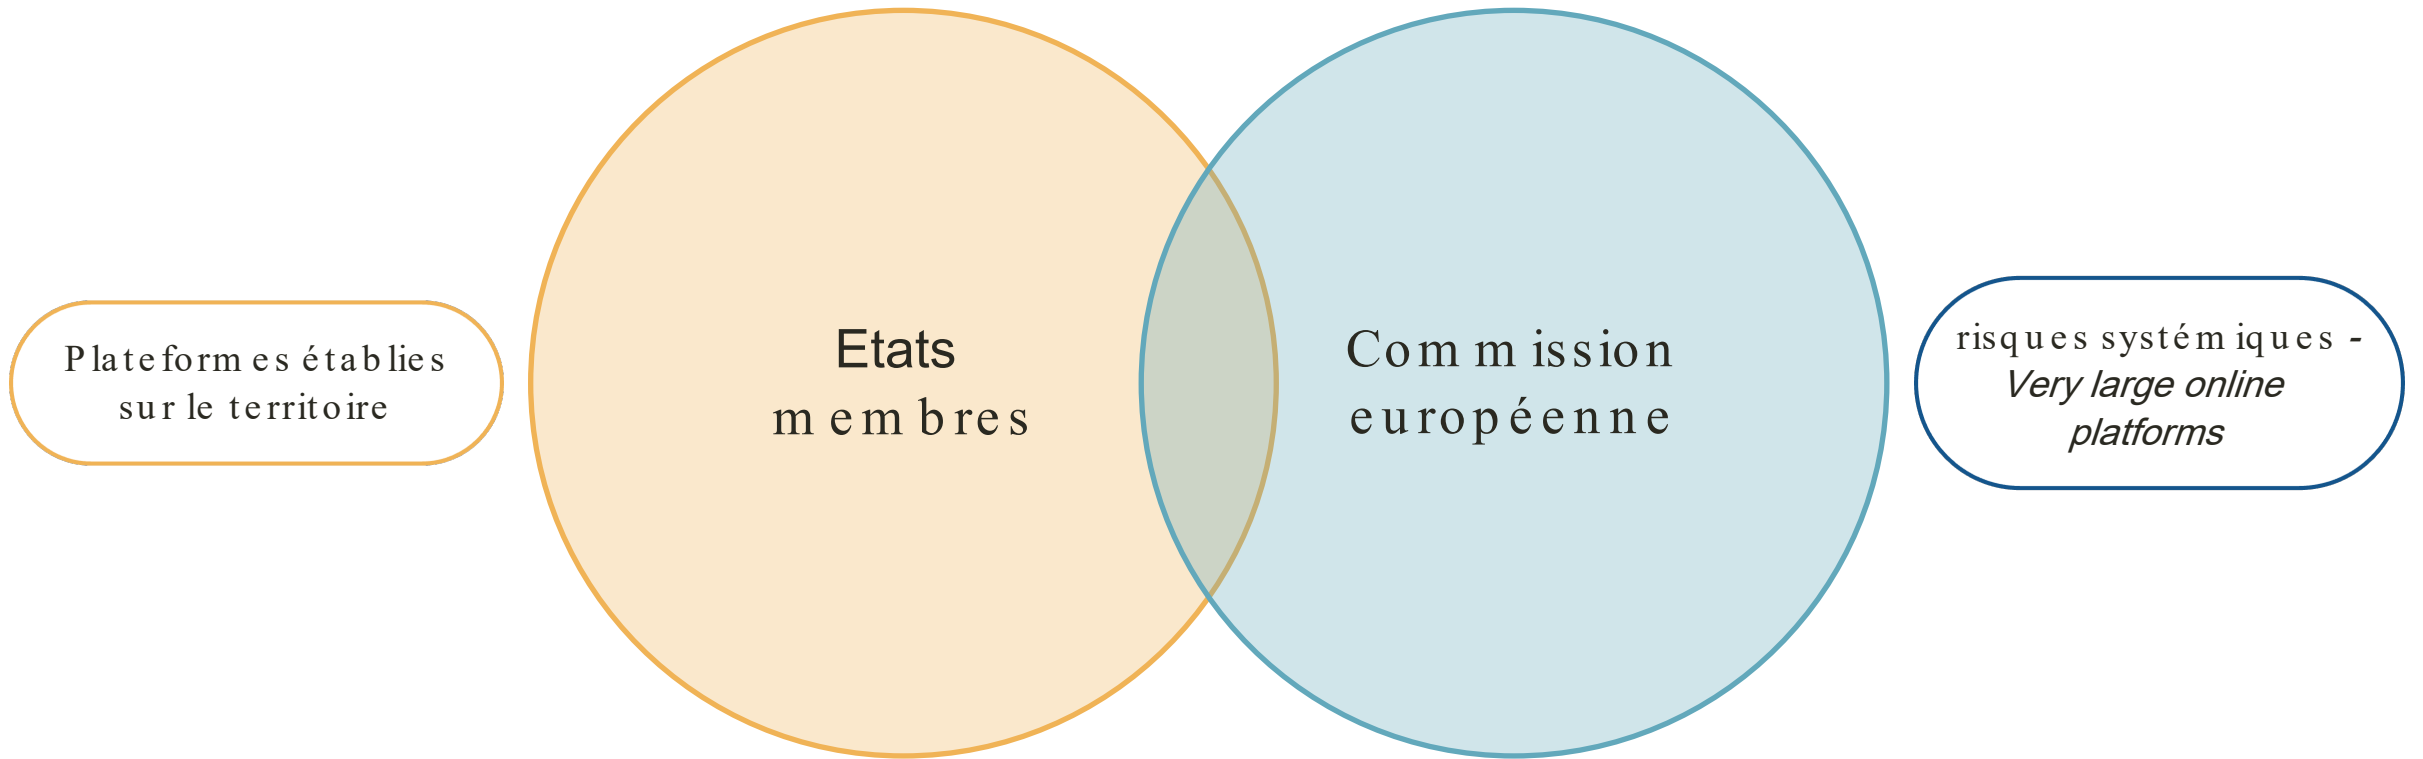 Plateformes établies
sur le territoire
Etats
membres
Commission
européenne
risques systémiques -
Very large online
platforms